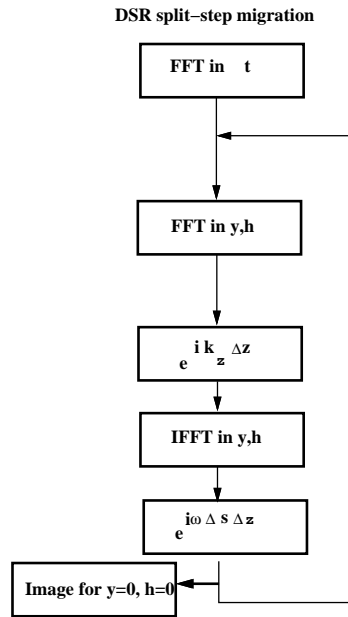 DSR split−step migration
FFT in t
FFT in y,h
e^{i k_z Δz}
IFFT in y,h
e^{iω Δ s Δz}
Image for y=0, h=0